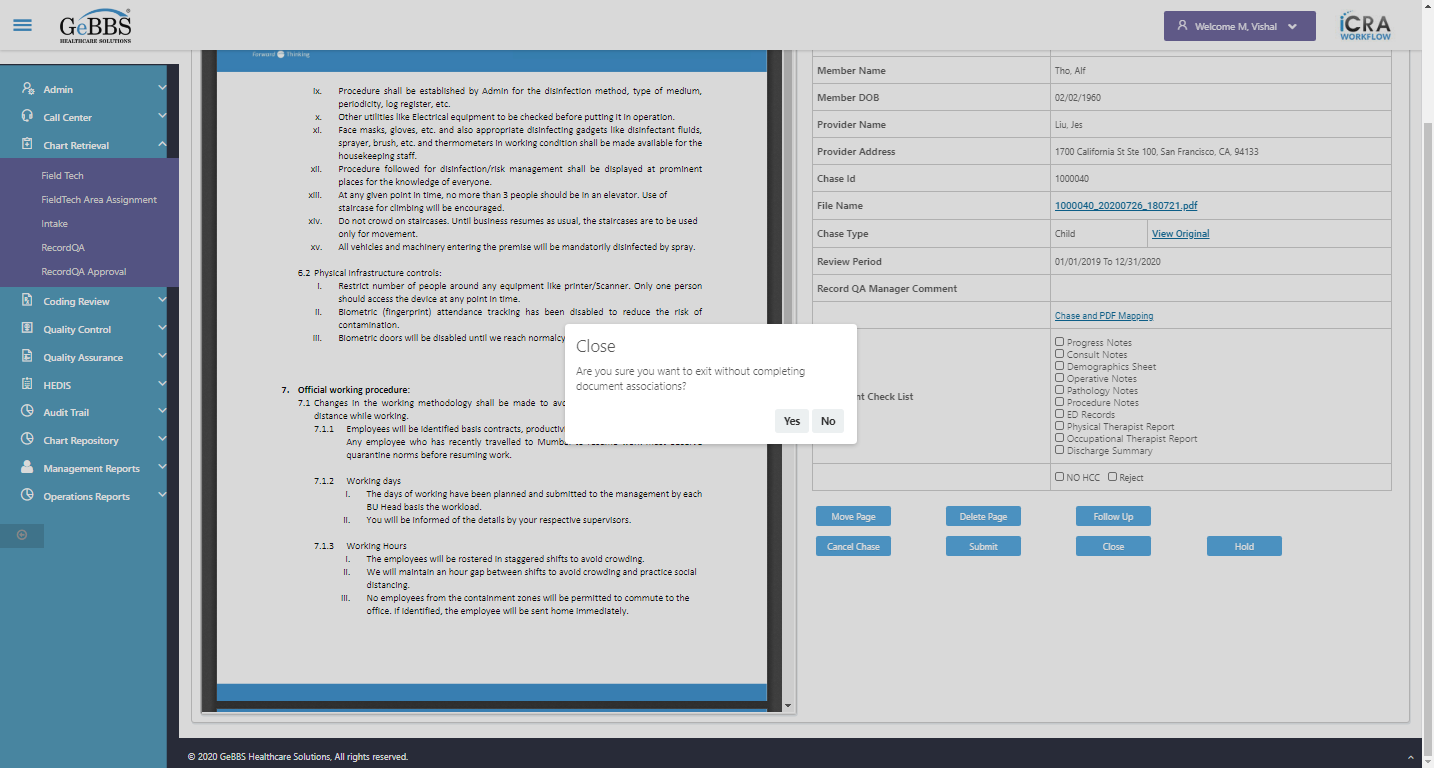 GeBBS
HEALTHCARE SOLUTIONS
Welcome M, Vishal
iCRA
WORKFLOW
Admin
Call Center
Chart Retrieval
Field Tech
FieldTech Area Assignment
Intake
RecordQA
RecordQA Approval
Coding Review
Quality Control
Quality Assurance
HEDIS
Audit Trail
Chart Repository
Management Reports
Operations Reports
Forward Thinking
ix. Procedure shall be established by Admin for the disinfection method, type of medium,
periodicity, log register, etc.
x. Other utilities like Electrical equipment to be checked before putting it in operation.
xi. Face masks, gloves, etc. and also appropriate disinfecting gadgets like disinfectant fluids,
sprayer, brush, etc. and thermometers in working condition shall be made available for the
housekeeping staff.
xii. Procedure followed for disinfection/risk management shall be displayed at prominent
places for the knowledge of everyone.
xiii. At any given point in time, no more than 3 people should be in an elevator. Use of
staircase for climbing will be encouraged.
xiv. Do not crowd on staircases. Until business resumes as usual, the staircases are to be used
only for movement.
xv. All vehicles and machinery entering the premise will be mandatorily disinfected by spray.
6.2 Physical Infrastructure controls:
i. Restrict number of people around any equipment like printer/Scanner. Only one person
should access the device at any point in time.
ii. Biometric (fingerprint) attendance tracking has been disabled to reduce the risk of
contamination.
iii. Biometric doors will be disabled until we reach normalcy
7. Official working procedure:
7.1 Changes in the working methodology shall be made to
distance while working.
7.1.1 Employees will be identified basis contracts,
Any employee who has recently travelled to
quarantine norms before resuming work.
7.1.2 Working days
i. The days of working have been planned and submitted to the management by each
BU Head basis the workload.
ii. You will be informed of the details by your respective supervisors.
7.1.3 Working Hours
i. The employees will be rostered in staggered shifts to avoid crowding.
ii. We will maintain an hour gap between shifts to avoid crowding and practice social
distancing.
iii. No employees from the containment zones will be permitted to commute to the
office. If identified, the employee will be sent home immediately.
Close
Are you sure you want to exit without completing
document associations?
Yes No
Member Name Tho, Alf
Member DOB 02/02/1960
Provider Name Liu, Jes
Provider Address 1700 California St Ste 100, San Francisco, CA, 94133
Chase Id 1000040
File Name 1000040_20200726_180721.pdf
Chase Type Child View Original
Review Period 01/01/2019 To 12/31/2020
Record QA Manager Comment
Chase and PDF Mapping
Check List
Progress Notes
Consult Notes
Demographics Sheet
Operative Notes
Pathology Notes
Procedure Notes
ED Records
Physical Therapist Report
Occupational Therapist Report
Discharge Summary
NO HCC Reject
Move Page Delete Page Follow Up
Cancel Chase Submit Close Hold
© 2020 GeBBS Healthcare Solutions, All rights reserved.